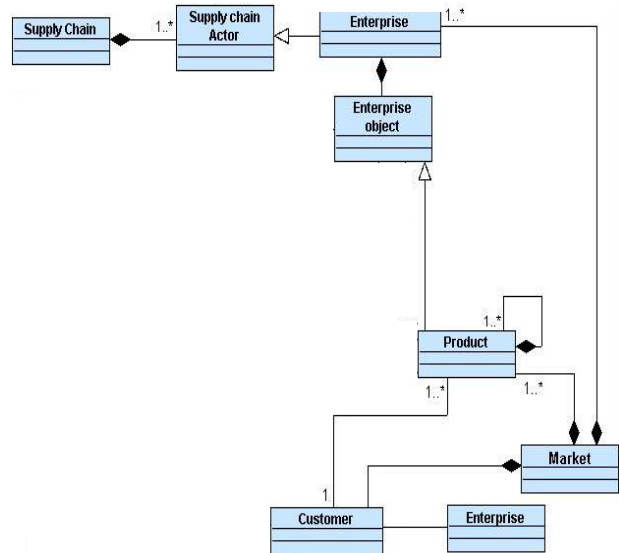 Supply Chain
1..*
Supply chain
Actor
Enterprise
1..*
Enterprise
object
1..*
Product
1..*
1..*
Market
1
Customer
Enterprise